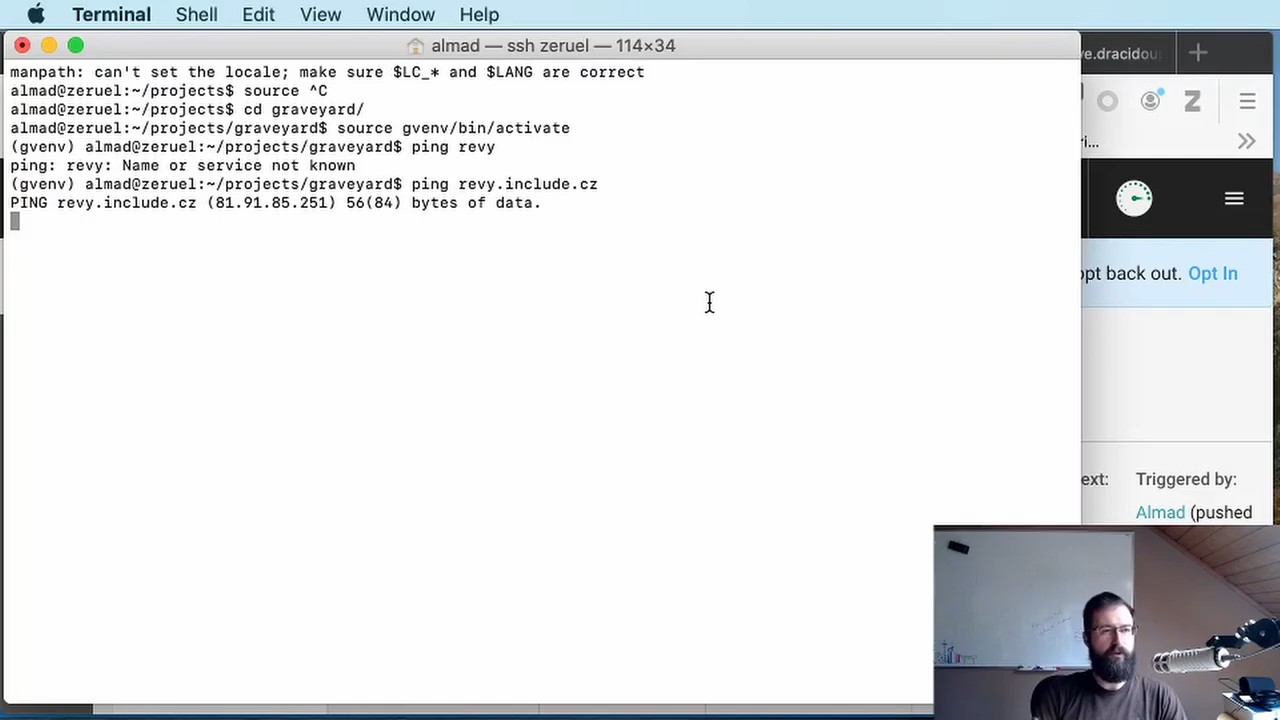 Terminal Shell Edit View Window Help
almad — ssh zeruel — 114×34
manpath: can't set the locale; make sure $LC_* and $LANG are correct
almad@zeruel:~/projects$ source ^C
almad@zeruel:~/projects$ cd graveyard/
almad@zeruel:~/projects/graveyard$ source gvenv/bin/activate
(gvenv) almad@zeruel:~/projects/graveyard$ ping revy
ping: revy: Name or service not known
(gvenv) almad@zeruel:~/projects/graveyard$ ping revy.include.cz
PING revy.include.cz (81.91.85.251) 56(84) bytes of data.
ve.dracidou
Z
ri...
opt back out. Opt In
ext: Triggered by:
Almad (pushed